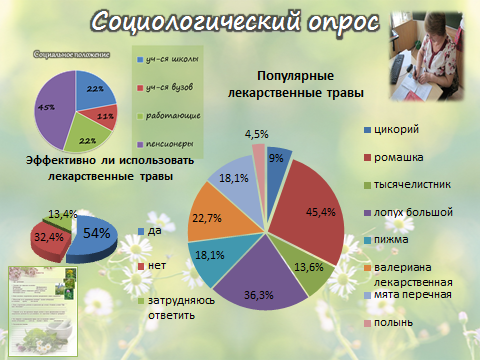 Социологический опрос
Социальное положение
22%
11%
22%
45%
уч-ся школы
уч-ся вузов
работающие
пенсионеры
Эффективно ли использовать
лекарственные травы
13,4%
32,4%
54%
да
нет
затрудняюсь
ответить
Популярные
лекарственные травы
4,5%
9%
18,1%
45,4%
22,7%
18,1%
13,6%
36,3%
цикорий
ромашка
тысячелистник
лопух большой
пижма
валериана
лекарственная
мята перечная
полынь